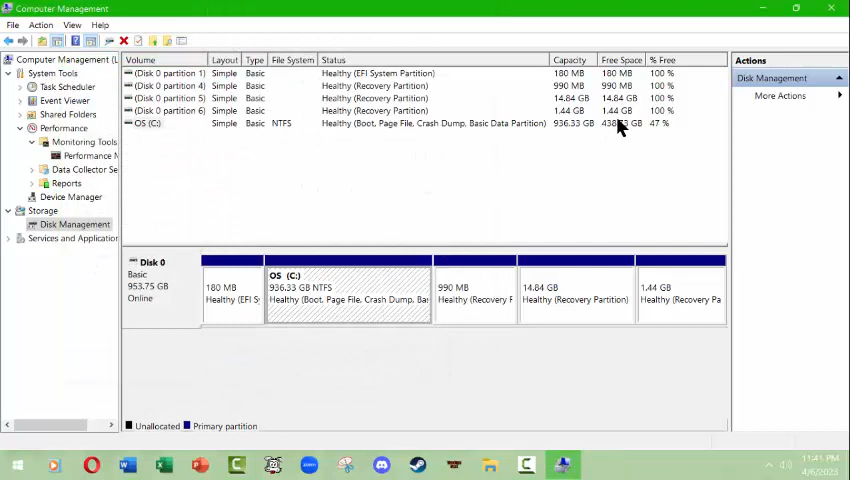 Computer Management
File Action View Help
Computer Management (L
System Tools
Task Scheduler
Event Viewer
Shared Folders
Performance
Monitoring Tools
Performance M
Data Collector Se
Reports
Device Manager
Storage
Disk Management
Services and Application
Volume Layout Type File System Status Capacity Free Space % Free
(Disk 0 partition 1) Simple Basic Healthy (EFI System Partition) 180 MB 180 MB 100 %
(Disk 0 partition 4) Simple Basic Healthy (Recovery Partition) 990 MB 990 MB 100 %
(Disk 0 partition 5) Simple Basic Healthy (Recovery Partition) 14.84 GB 14.84 GB 100 %
(Disk 0 partition 6) Simple Basic Healthy (Recovery Partition) 1.44 GB 1.44 GB 100 %
OS (C:) Simple Basic NTFS Healthy (Boot, Page File, Crash Dump, Basic Data Partition) 936.33 GB GB 47 %
Disk 0
Basic
953.75 GB
Online
180 MB
Healthy (EFI S
OS (C:)
936.33 GB NTFS
Healthy (Boot, Page File, Crash Dump, Ba
990 MB
Healthy (Recovery F
14.84 GB
Healthy (Recovery Partition)
1.44 GB
Healthy (Recovery Pa
Unallocated Primary partition
Actions
Disk Management
More Actions
11:41 PM
4/6/2023